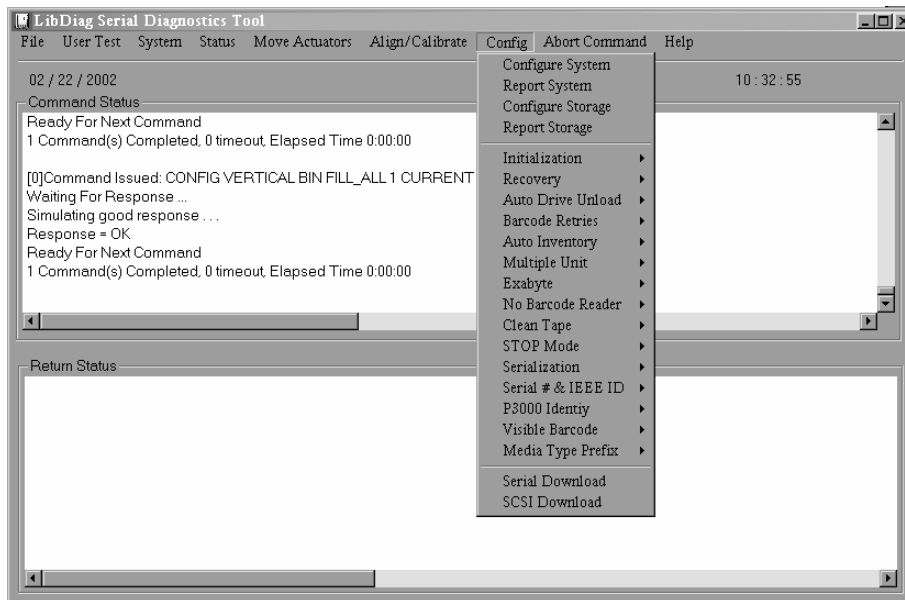 LibDiag Serial Diagnostics Tool
File User Test System Status Move Actuators Align/Calibrate Config Abort Command Help
02 / 22 / 2002
10 : 32 : 55
Command Status
Ready For Next Command
1 Command(s) Completed, 0 timeout, Elapsed Time 0:00:00
[0]Command Issued: CONFIG VERTICAL BIN FILL_ALL 1 CURRENT
Waiting For Response ...
Simulating good response . . .
Response = OK
Ready For Next Command
1 Command(s) Completed, 0 timeout, Elapsed Time 0:00:00
Configure System
Report System
Configure Storage
Report Storage
Initialization
Recovery
Auto Drive Unload
Barcode Retries
Auto Inventory
Multiple Unit
Exabyte
No Barcode Reader
Clean Tape
STOP Mode
Serialization
Serial # & IEEE ID
P3000 Identiy
Visible Barcode
Media Type Prefix
Serial Download
SCSI Download
Return Status